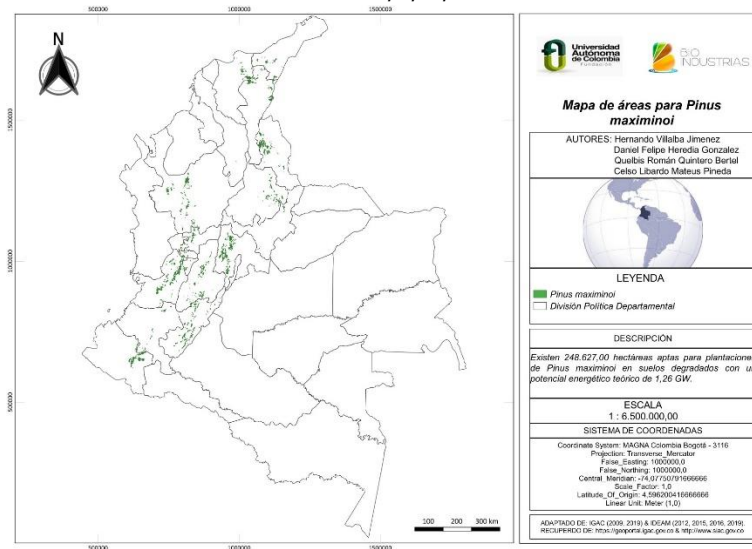 500000
1000000
1500000
N
1500000
1000000
500000
100 200 300 km
500000
1000000
1500000
Universidad
Autónoma
de Colombia
BIO
INDUSTRIAS
Mapa de áreas para Pinus
maximinoi
AUTORES: Hernando Villalba Jimenez
Daniel Felipe Heredia Gonzalez
Quelbis Román Quintero Bertel
Celso Libardo Mateus Pineda
LEYENDA
Pinus maximinoi
División Política Departamental
DESCRIPCIÓN
Existen 248.627,00 hectáreas aptas para plantacione
de Pinus maximinoi en suelos degradados con u
potencial energético teórico de 1,26 GW.
ESCALA
1 : 6.500.000,00
SISTEMA DE COORDENADAS
Coordinate System: MAGNA Colombia Bogotá - 3116
Projection: Transverse_Mercator
False_Easting: 1000000,0
False_Northing: 1000000,0
Central_Meridian: -74,07750791666666
Scale_Factor: 1,0
Latitude_Of_Origin: 4,596200416666666
Linear Unit: Meter (1,0)
ADAPTADO DE: IGAC (2009, 2019) & IDEAM (2012, 2015, 2016, 2019).
RECUPERDO DE: https://geoportal.igac.gov.co & http://www.siac.gov.co